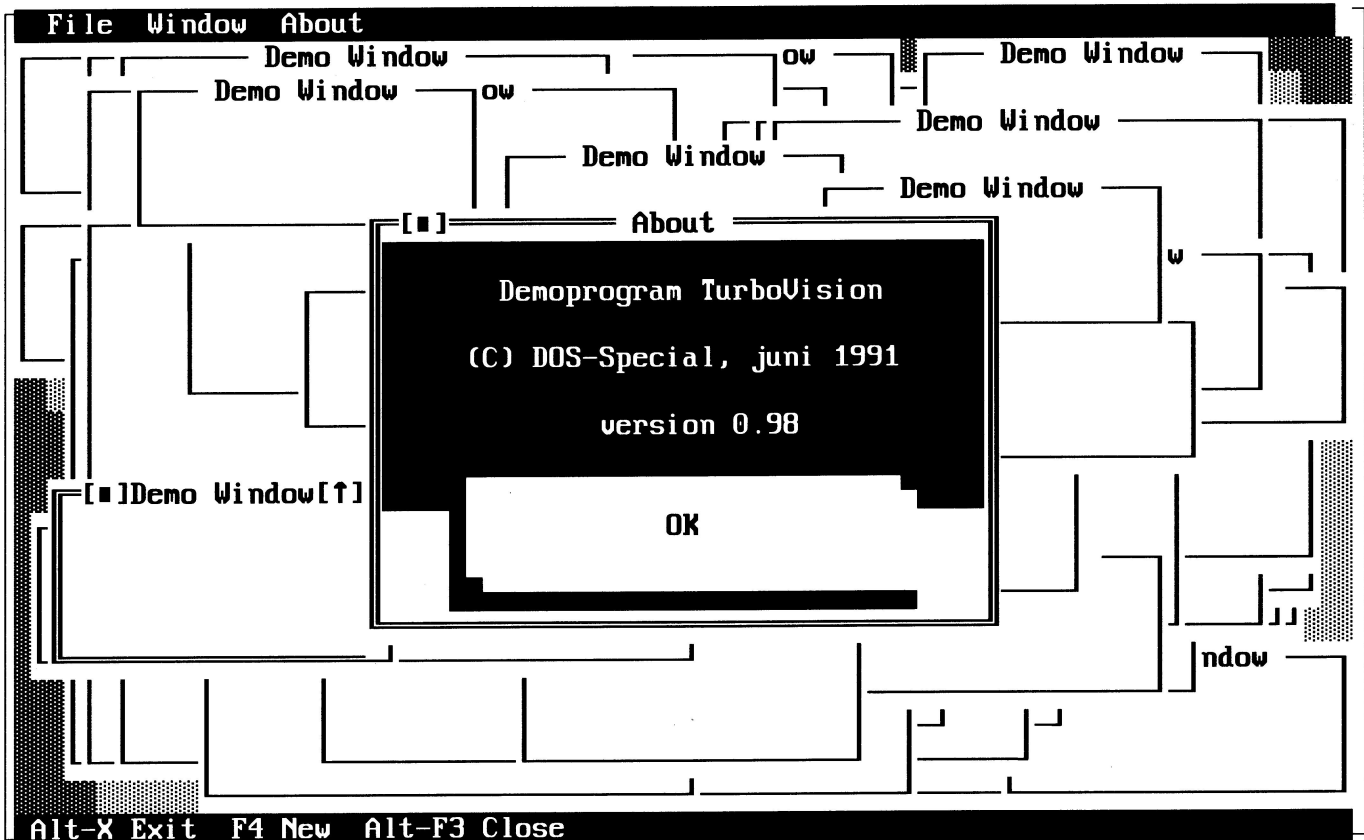 File Window About
Demo Window ow Demo Window
Demo Window ow
Demo Window
Demo Window
Demo Window
[■] About
w
Demoprogram TurboVision
(C) DOS-Special, juni 1991
version 0.98
[■]Demo Window[↑]
OK
ndow
Alt-X Exit F4 New Alt-F3 Close